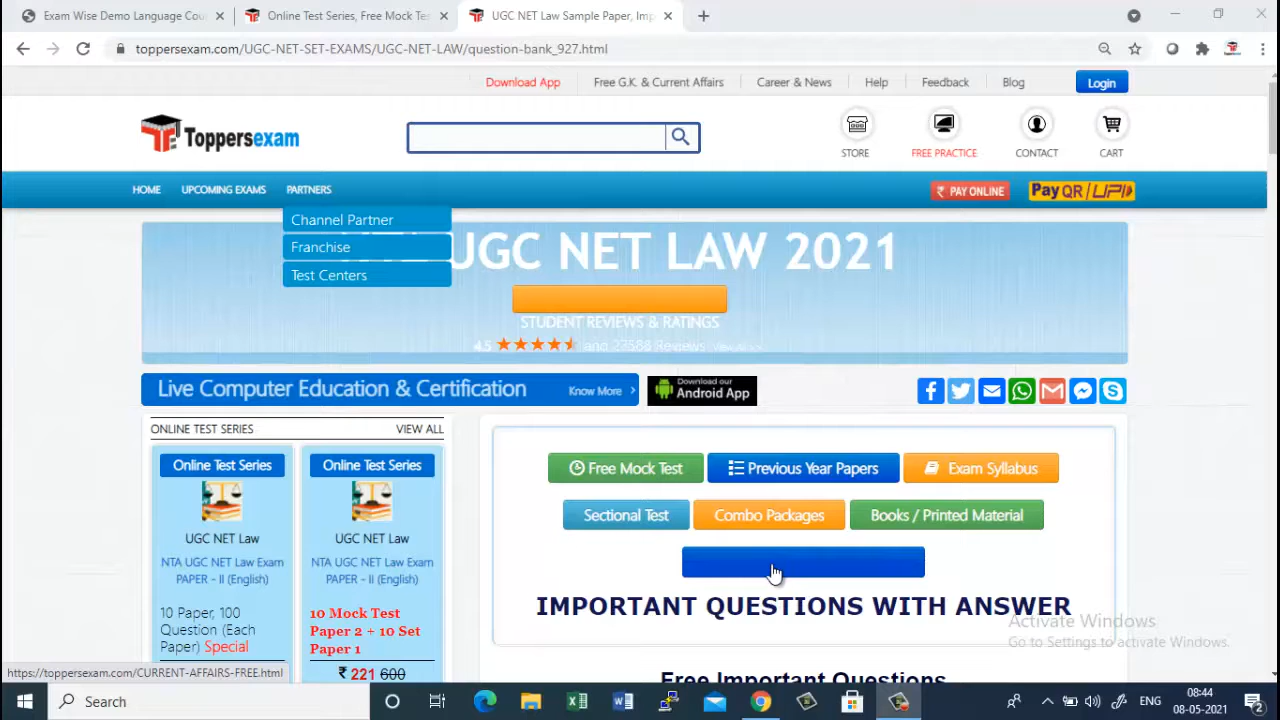 Exam Wise Demo Language Cou
Online Test Series, Free Mock Tes
UGC NET Law Sample Paper, Imp
toppersexam.com/UGC-NET-SET-EXAMS/UGC-NET-LAW/question-bank_927.html
Download App
Free G.K. & Current Affairs
Career & News
Help
Feedback
Blog
Login
Toppersexam
STORE
FREE PRACTICE
CONTACT
CART
HOME
UPCOMING EXAMS
PARTNERS
₹ PAY ONLINE
Pay QR/UPI
Channel Partner
Franchise
Test Centers
UGC NET LAW 2021
STUDENT REVIEWS & RATINGS
4.5 and 23588 Reviews
Live Computer Education & Certification
Know More
Download our
Android App
ONLINE TEST SERIES
VIEW ALL
Online Test Series
UGC NET Law
NTA UGC NET Law Exam
PAPER - II (English)
10 Paper, 100
Question (Each
Paper) Special
Online Test Series
UGC NET Law
NTA UGC NET Law Exam
PAPER - II (English)
10 Mock Test
Paper 2 + 10 Set
Paper 1
₹ 221 600
Free Mock Test
Previous Year Papers
Exam Syllabus
Sectional Test
Combo Packages
Books / Printed Material
IMPORTANT QUESTIONS WITH ANSWER
Free Important Questions
Activate Windows
Go to Settings to activate Windows.
https://toppersexam.com/CURRENT-AFFAIRS-FREE.html
Search
ENG
08:44
08-05-2021
2